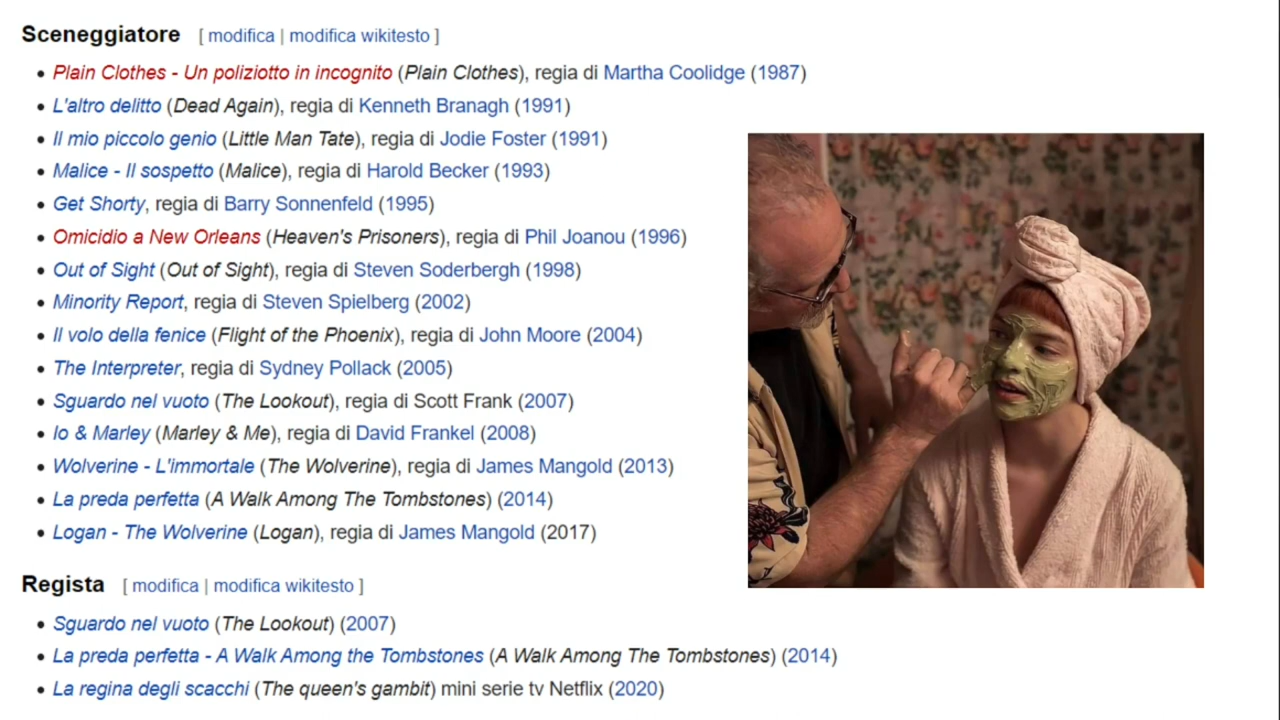 Sceneggiatore [ modifica | modifica wikitesto ]
• Plain Clothes - Un poliziotto in incognito (Plain Clothes), regia di Martha Coolidge (1987)
• L'altro delitto (Dead Again), regia di Kenneth Branagh (1991)
• Il mio piccolo genio (Little Man Tate), regia di Jodie Foster (1991)
• Malice - Il sospetto (Malice), regia di Harold Becker (1993)
• Get Shorty, regia di Barry Sonnenfeld (1995)
• Omicidio a New Orleans (Heaven's Prisoners), regia di Phil Joanou (1996)
• Out of Sight (Out of Sight), regia di Steven Soderbergh (1998)
• Minority Report, regia di Steven Spielberg (2002)
• Il volo della fenice (Flight of the Phoenix), regia di John Moore (2004)
• The Interpreter, regia di Sydney Pollack (2005)
• Sguardo nel vuoto (The Lookout), regia di Scott Frank (2007)
• Io & Marley (Marley & Me), regia di David Frankel (2008)
• Wolverine - L'immortale (The Wolverine), regia di James Mangold (2013)
• La preda perfetta (A Walk Among The Tombstones) (2014)
• Logan - The Wolverine (Logan), regia di James Mangold (2017)
Regista [ modifica | modifica wikitesto ]
• Sguardo nel vuoto (The Lookout) (2007)
• La preda perfetta - A Walk Among the Tombstones (A Walk Among The Tombstones) (2014)
• La regina degli scacchi (The queen's gambit) mini serie tv Netflix (2020)